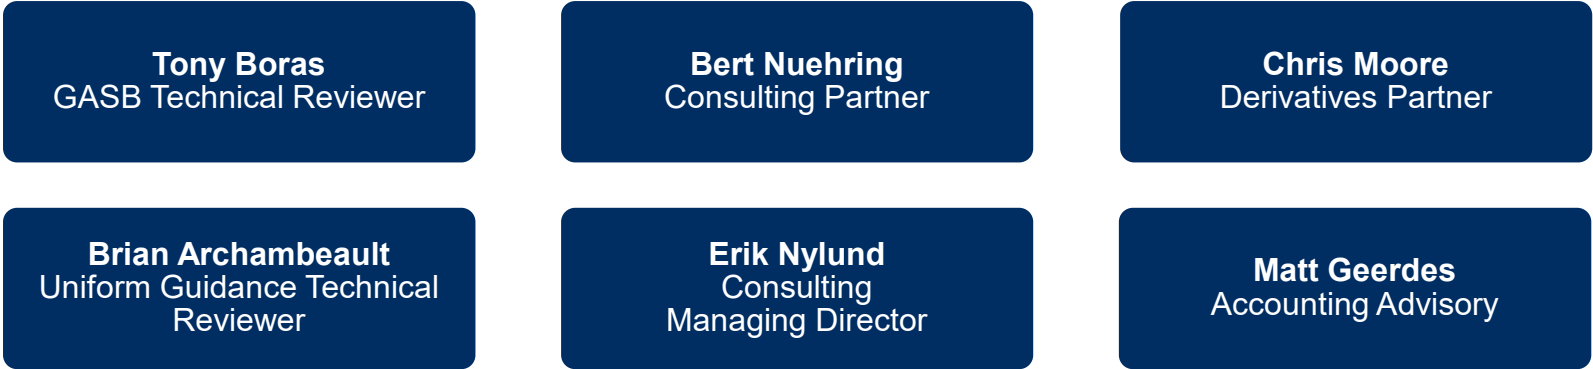 Tony Boras
GASB Technical Reviewer
Bert Nuehring
Consulting Partner
Chris Moore
Derivatives Partner
Brian Archambeault
Uniform Guidance Technical
Reviewer
Erik Nylund
Consulting
Managing Director
Matt Geerdes
Accounting Advisory